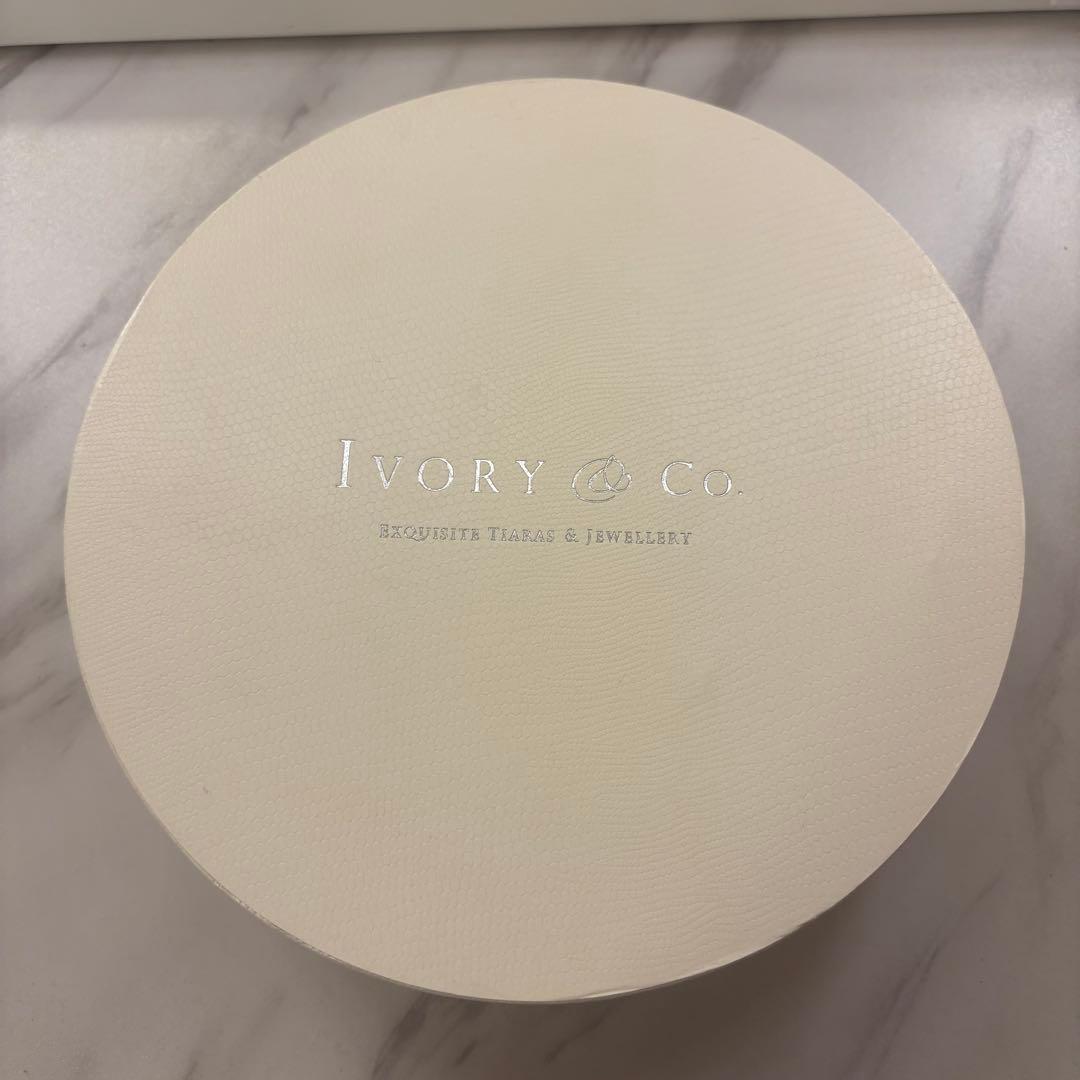 IVORY & Co.
EXQUISITE TIARAS & JEWELLERY